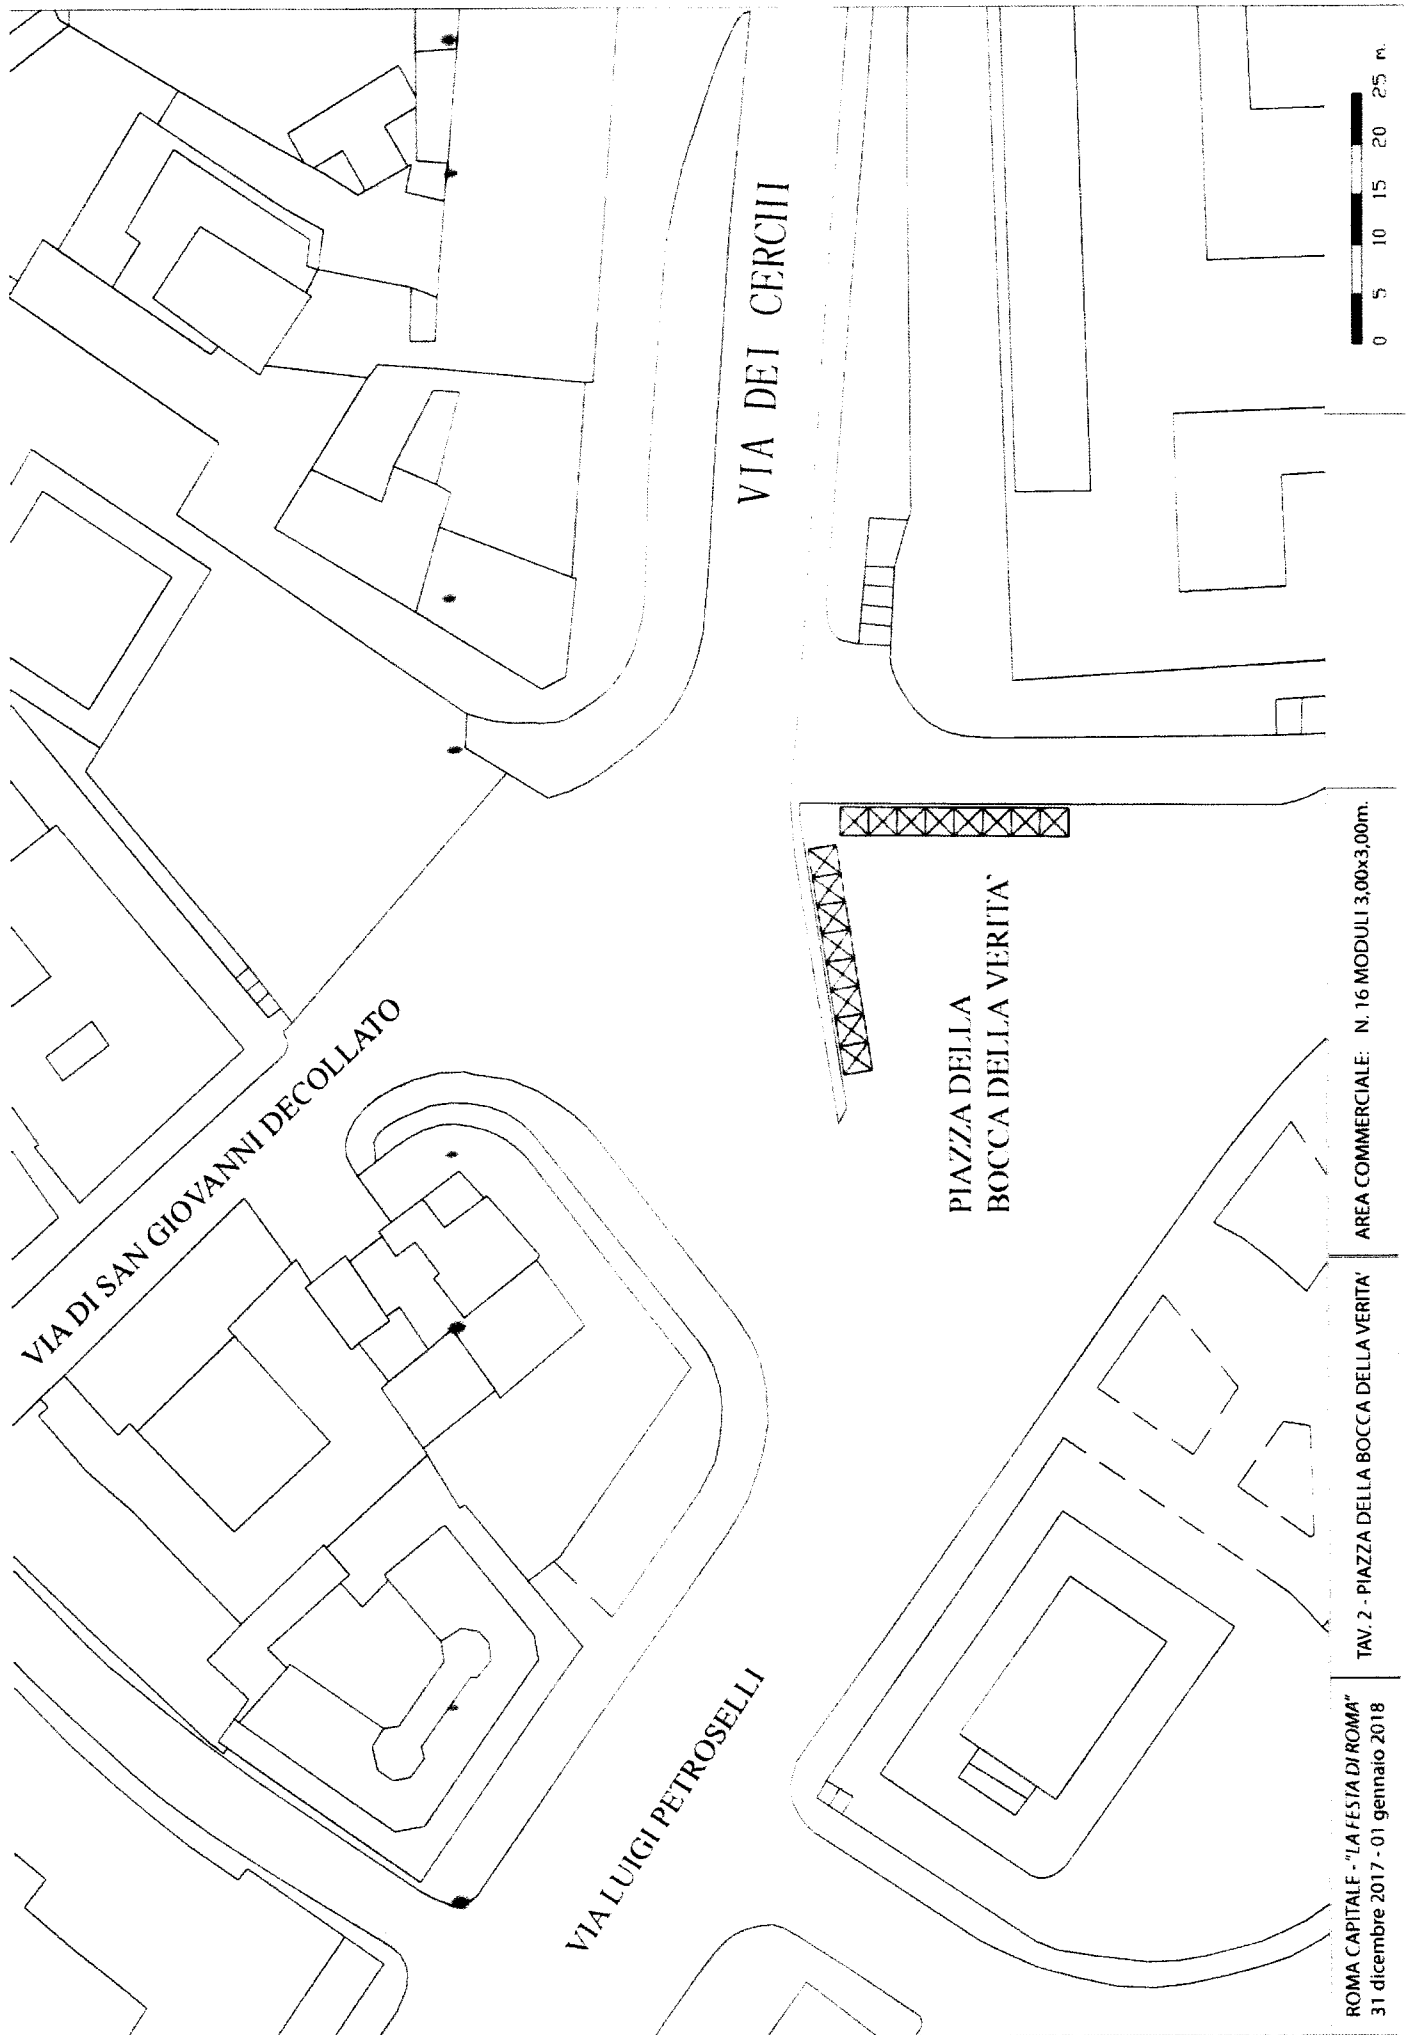 VIA DEI CERCHI
VIA DI SAN GIOVANNI DECOLLATO
PIAZZA DELLA
BOCCA DELLA VERITA`
VIA LUIGI PETROSELLI
0 5 10 15 20 25 m.
ROMA CAPITALE - "LA FESTA DI ROMA"
31 dicembre 2017 - 01 gennaio 2018
TAV. 2 - PIAZZA DELLA BOCCA DELLA VERITA'
AREA COMMERCIALE: N. 16 MODULI 3,00x3,00m.